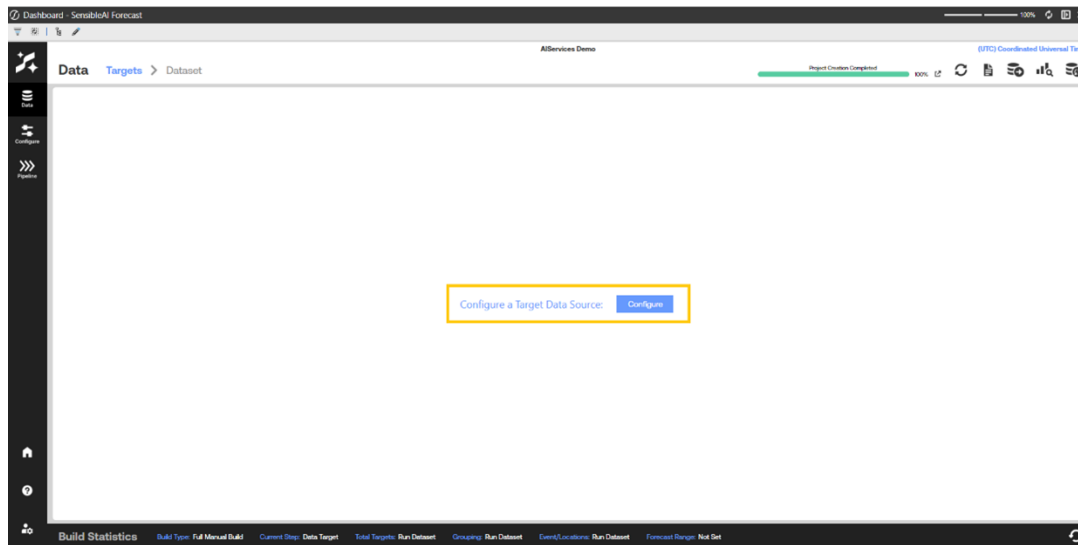 Dashboard - SensibleAI Forecast
100%
AIServices Demo
(UTC) Coordinated Universal
Data Targets > Dataset
Project Creation Completed
100%
Data
Configure
Pipeline
Configure a Target Data Source: Configure
Build Statistics Build Type: Full Manual Build Current Step: Data Target Total Targets: Run Dataset Grouping: Run Dataset Event/Locations: Run Dataset Forecast Range: Not Set